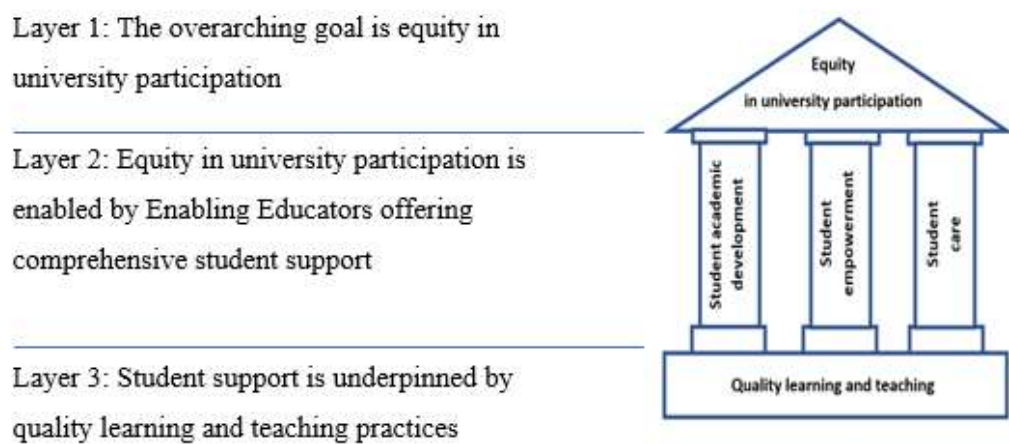 Layer 1: The overarching goal is equity in
university participation
Layer 2: Equity in university participation is
enabled by Enabling Educators offering
comprehensive student support
Layer 3: Student support is underpinned by
quality learning and teaching practices
Equity
in university participation
Student academic
development
Student
empowerment
Student
care
Quality learning and teaching